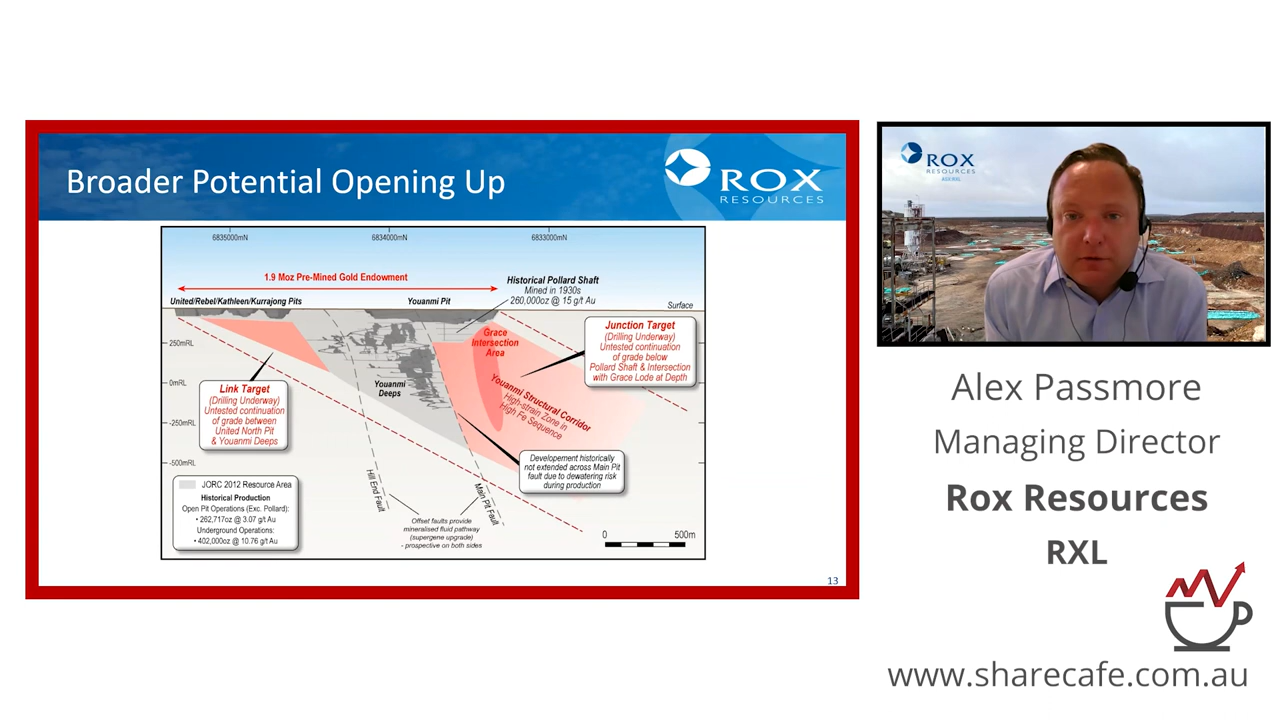 Broader Potential Opening Up
ROX
RESOURCES
6835000mN
6834000mN
6833000mN
1.9 Moz Pre-Mined Gold Endowment
Historical Pollard Shaft
Mined in 1930s
260,000oz @ 15 g/t Au
United/Rebel/Kathleen/Kurrajong Pits
Youanmi Pit
Surface
Junction Target
(Drilling Underway)
Untested continuation
of grade below
Pollard Shaft & Intersection
with Grace Lode at Depth
Grace
Intersection
Area
250mRL
0mRL
-250mRL
-500mRL
Link Target
(Drilling Underway)
Untested continuation
of grade between
United North Pit
& Youanmi Deeps
Youanmi
Deeps
Youanmi Structural Corridor
High-strain Zone in
High Fe Sequence
Developement historically
not extended across Main Pit
fault due to dewatering risk
during production
Hill End Fault
Main Pit Fault
JORC 2012 Resource Area
Historical Production
Open Pit Operations (Exc. Pollard):
• 262,717oz @ 3.07 g/t Au
Underground Operations:
• 402,000oz @ 10.76 g/t Au
Offset faults provide
mineralised fluid pathway
(supergene upgrade)
- prospective on both sides
0 500m
13
ROX
RESOURCES
Alex Passmore
Managing Director
Rox Resources
RXL
www.sharecafe.com.au